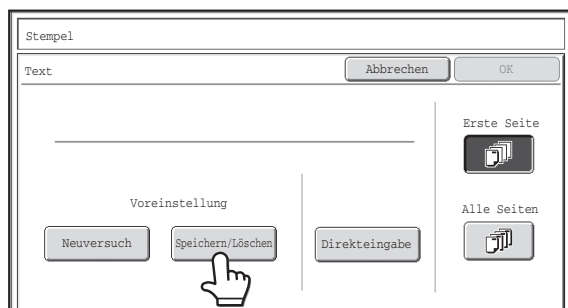 Stempel
Text
Abbrechen
OK
Erste Seite
Voreinstellung
Alle Seiten
Neuversuch
Speichern/Löschen
Direkteingabe